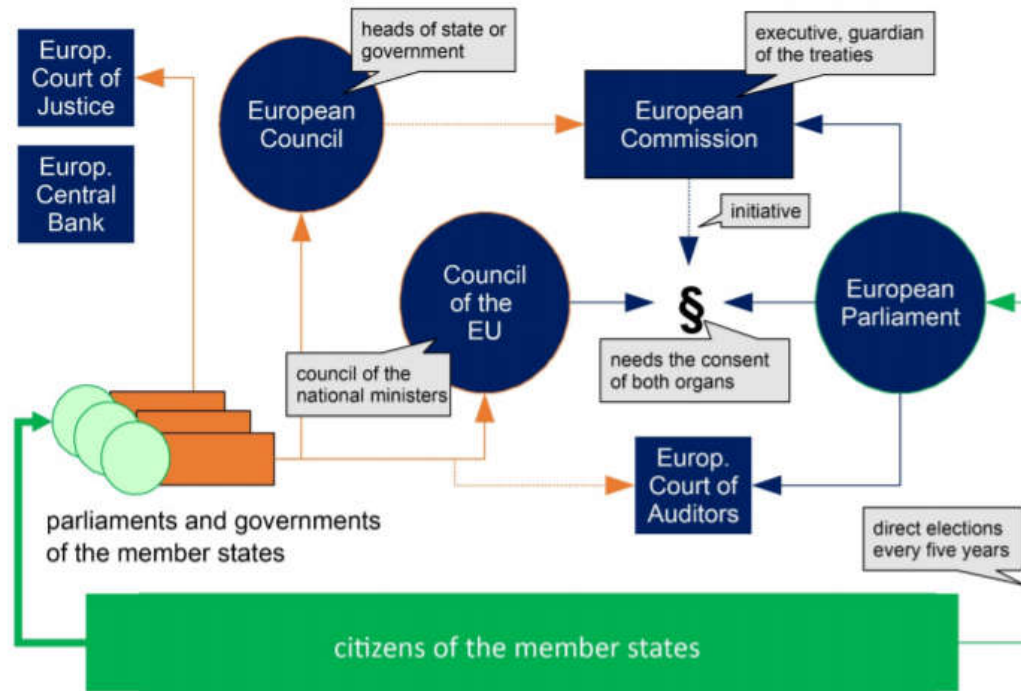 Europ.
Court of
Justice
Europ.
Central
Bank
heads of state or
government
European
Council
executive, guardian
of the treaties
European
Commission
initiative
Council
of the
EU
council of the
national ministers
§
needs the consent
of both organs
European
Parliament
Europ.
Court of
Auditors
parliaments and governments
of the member states
direct elections
every five years
citizens of the member states